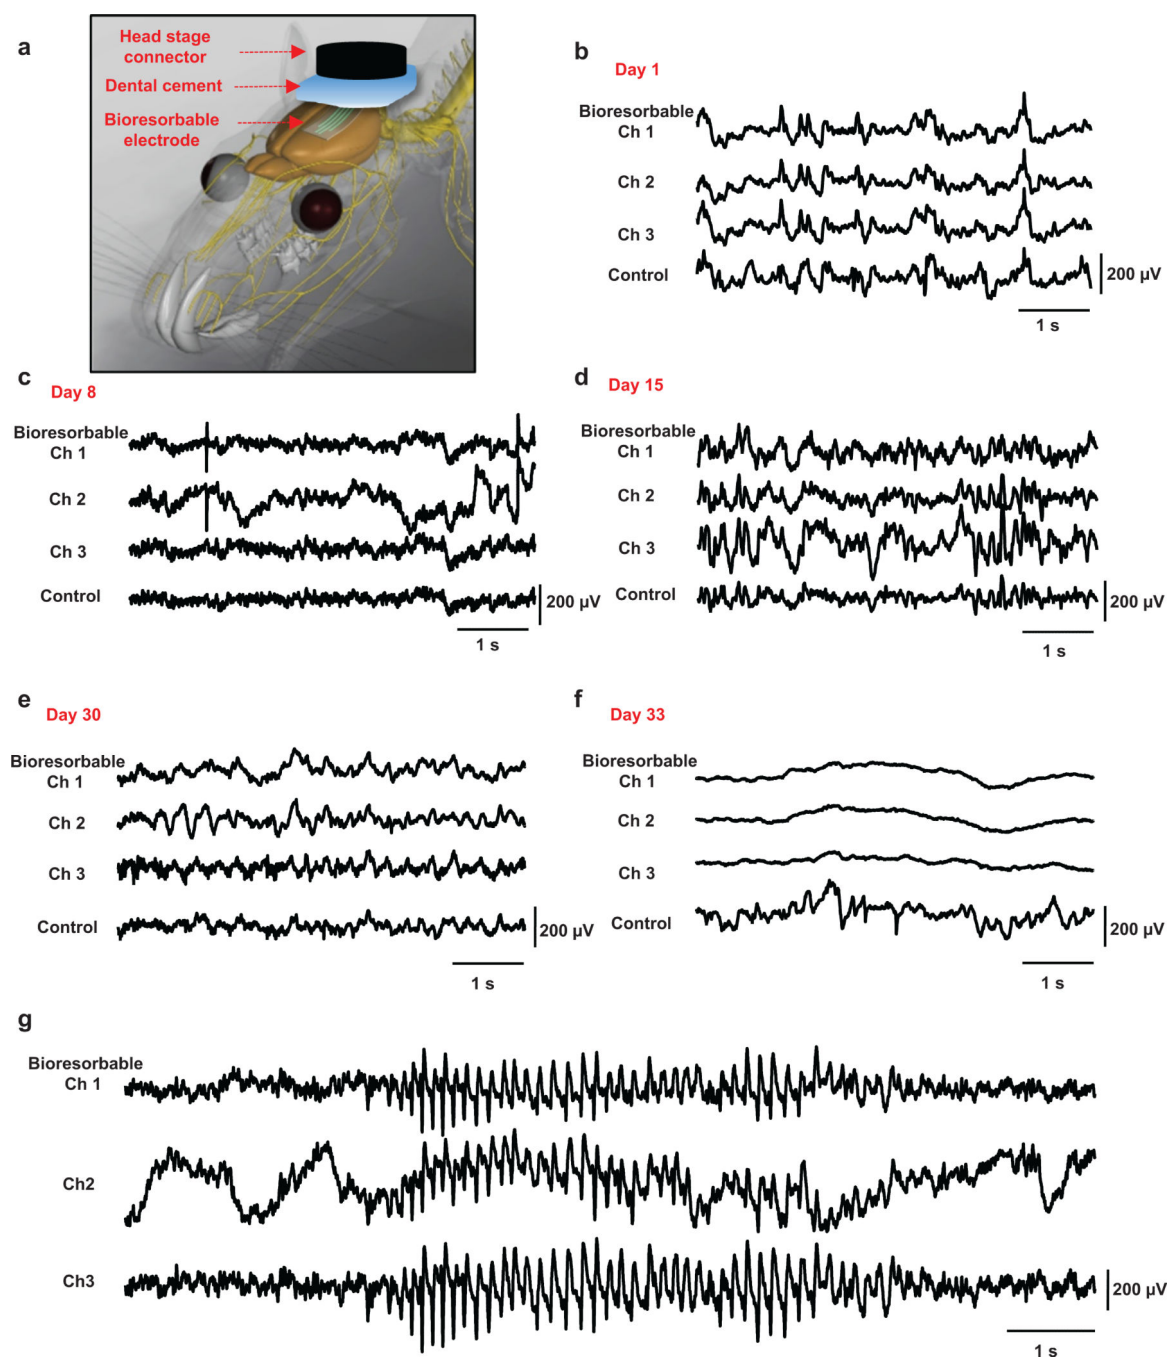 a
Head stage
connector
Dental cement
Bioresorbable
electrode
b
Day 1
Bioresorbable
Ch 1
Ch 2
Ch 3
Control
200 µV
1 s
c
Day 8
Bioresorbable
Ch 1
Ch 2
Ch 3
Control
200 µV
1 s
d
Day 15
Bioresorbable
Ch 1
Ch 2
Ch 3
Control
200 µV
1 s
e
Day 30
Bioresorbable
Ch 1
Ch 2
Ch 3
Control
200 µV
1 s
f
Day 33
Bioresorbable
Ch 1
Ch 2
Ch 3
Control
200 µV
1 s
g
Bioresorbable
Ch 1
Ch2
Ch3
200 µV
1 s